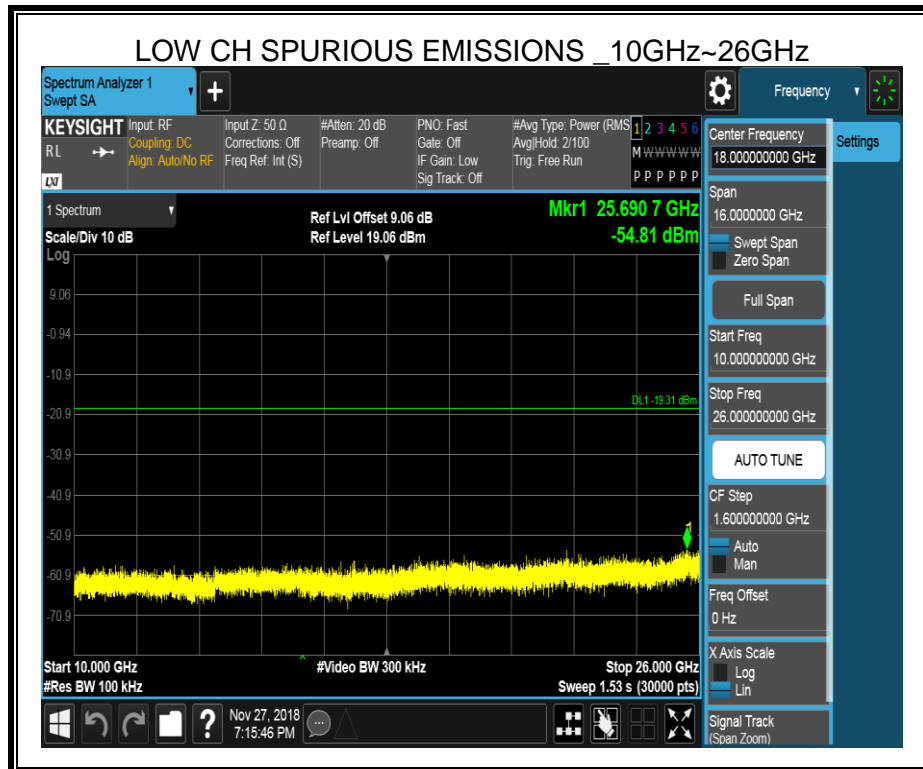 LOW CH SPURIOUS EMISSIONS _10GHz~26GHz
Spectrum Analyzer 1
Swept SA
+
Frequency
KEYSIGHT
RL
LXI
Input: RF
Coupling: DC
Align: Auto/No RF
Input Z: 50 Ω
Corrections: Off
Freq Ref: Int (S)
#Atten: 20 dB
Preamp: Off
PNO: Fast
Gate: Off
IF Gain: Low
Sig Track: Off
#Avg Type: Power (RMS
Avg|Hold: 2/100
Trig: Free Run
1 2 3 4 5 6
M W W W W W
P P P P P P
1 Spectrum
Scale/Div 10 dB
Ref Lvl Offset 9.06 dB
Ref Level 19.06 dBm
Mkr1 25.690 7 GHz
-54.81 dBm
Log
9.06
-0.94
-10.9
-20.9
-30.9
-40.9
-50.9
-60.9
-70.9
DL1 -19.31 dBm
1
Start 10.000 GHz
#Res BW 100 kHz
#Video BW 300 kHz
Stop 26.000 GHz
Sweep 1.53 s (30000 pts)
Center Frequency
18.000000000 GHz
Settings
Span
16.0000000 GHz
Swept Span
Zero Span
Full Span
Start Freq
10.000000000 GHz
Stop Freq
26.000000000 GHz
AUTO TUNE
CF Step
1.600000000 GHz
Auto
Man
Freq Offset
0 Hz
X Axis Scale
Log
Lin
Signal Track
(Span Zoom)
?
Nov 27, 2018
7:15:46 PM